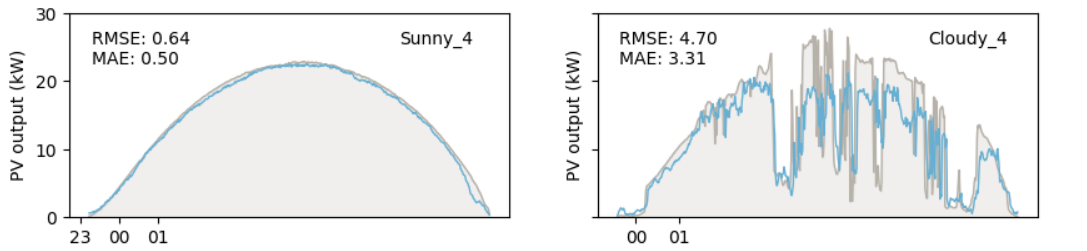 30
20
10
0
PV output (kW)
RMSE: 0.64
MAE: 0.50
Sunny_4
23 00 01
PV output (kW)
RMSE: 4.70
MAE: 3.31
Cloudy_4
00 01